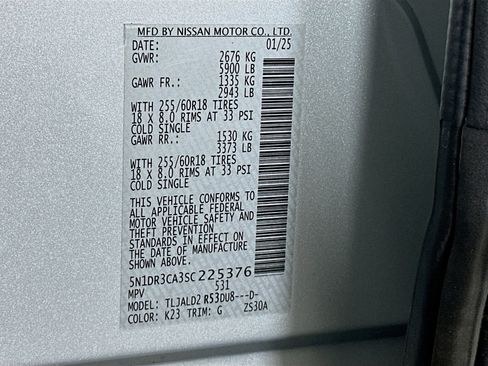 MFD BY NISSAN MOTOR CO., LTD.
DATE: 01/25
GVWR: 2676 KG
5900 LB
GAWR FR.: 1335 KG
2943 LB
WITH 255/60R18 TIRES
18 X 8.0 RIMS AT 33 PSI
COLD SINGLE
GAWR RR.: 1530 KG
3373 LB
WITH 255/60R18 TIRES
18 X 8.0 RIMS AT 33 PSI
COLD SINGLE
THIS VEHICLE CONFORMS TO
ALL APPLICABLE FEDERAL
MOTOR VEHICLE SAFETY AND
THEFT PREVENTION
STANDARDS IN EFFECT ON
THE DATE OF MANUFACTURE
SHOWN ABOVE.
5N1DR3CA3SC225376
MPV 531
MODEL: TLJALD2 R53DU8---D-
COLOR: K23 TRIM: G ZS30A